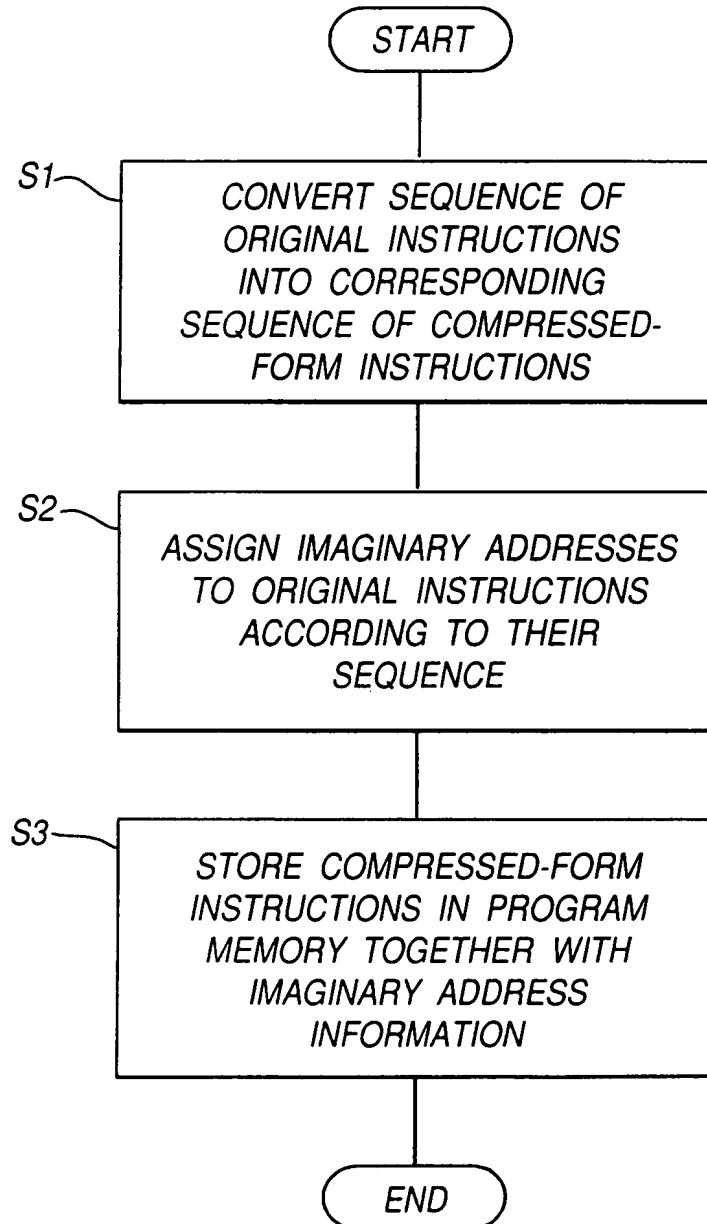 START
S1
CONVERT SEQUENCE OF
ORIGINAL INSTRUCTIONS
INTO CORRESPONDING
SEQUENCE OF COMPRESSED-
FORM INSTRUCTIONS
S2
ASSIGN IMAGINARY ADDRESSES
TO ORIGINAL INSTRUCTIONS
ACCORDING TO THEIR
SEQUENCE
S3
STORE COMPRESSED-FORM
INSTRUCTIONS IN PROGRAM
MEMORY TOGETHER WITH
IMAGINARY ADDRESS
INFORMATION
END